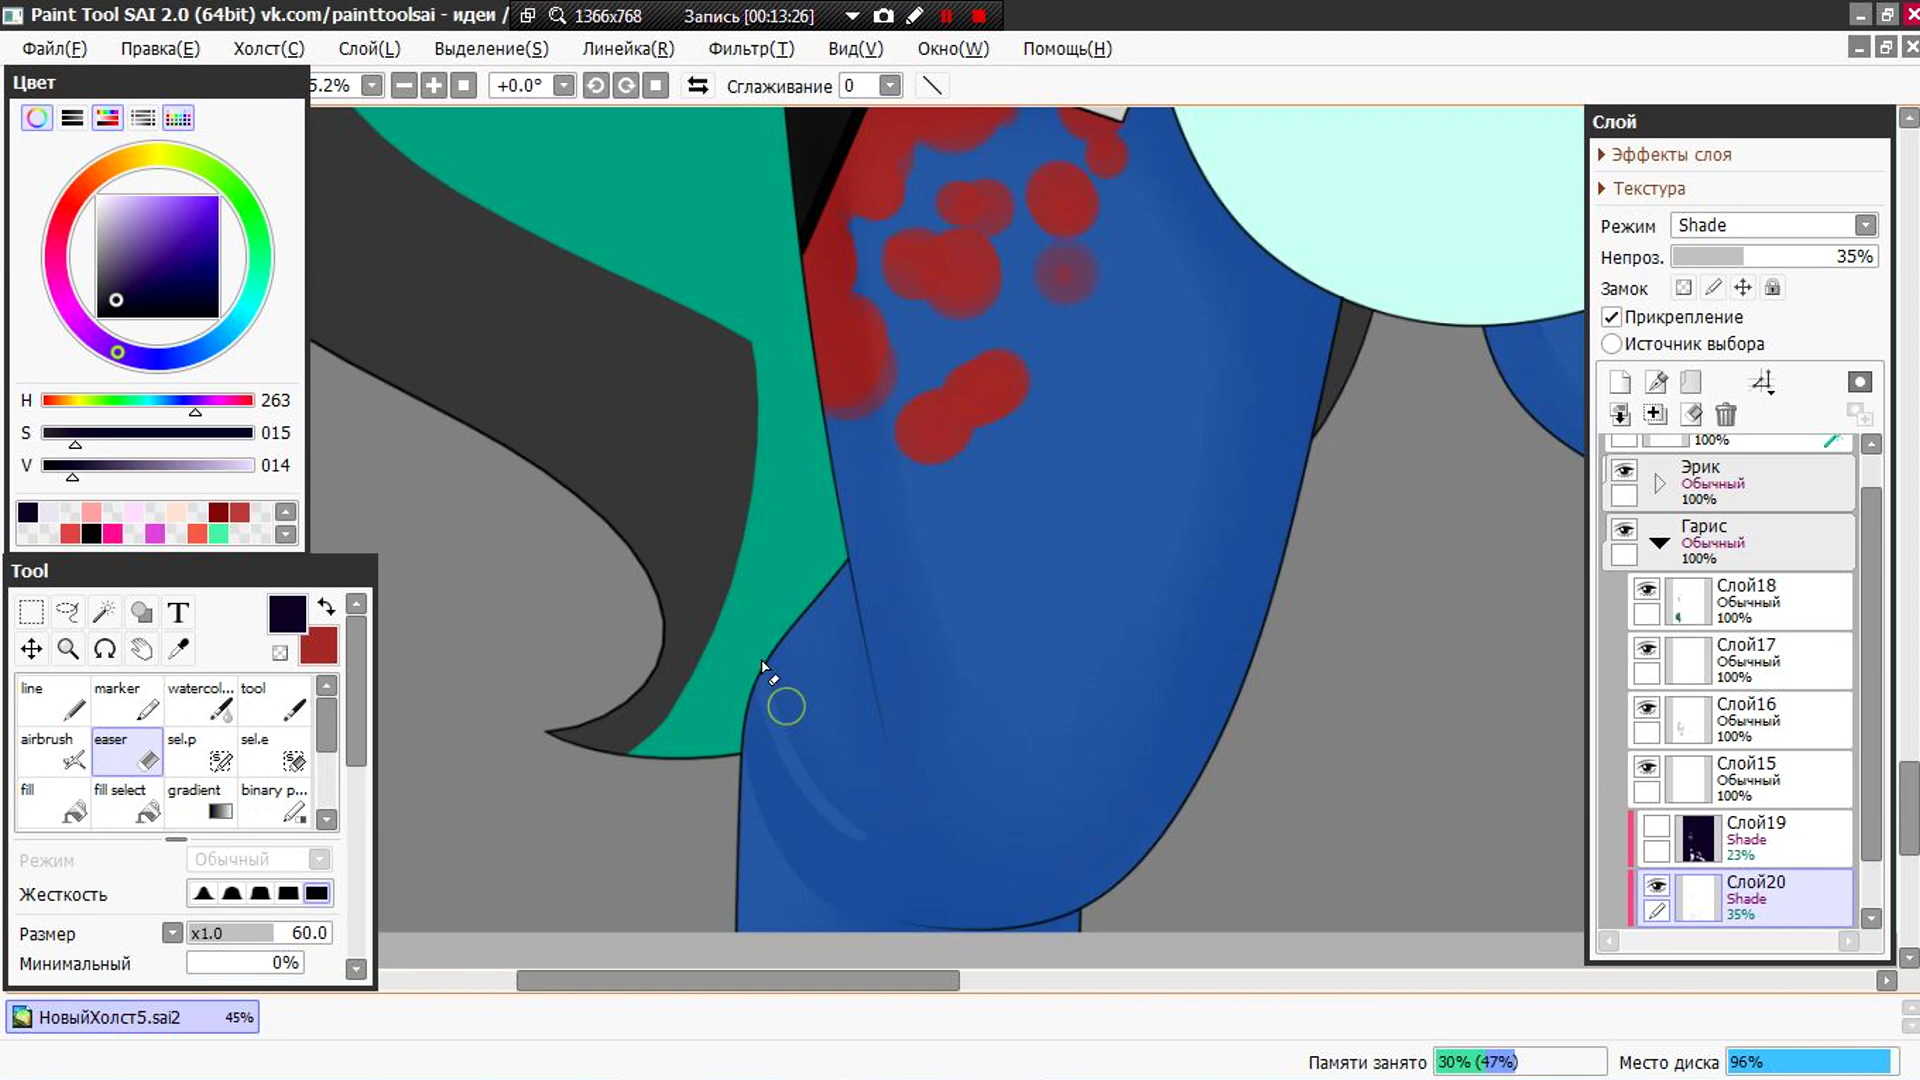 Paint Tool SAI 2.0 (64bit) vk.com/painttoolsai - идеи /
1366x768
Запись [00:13:26]
Файл(F)
Правка(E)
Холст(C)
Слой(L)
Выделение(S)
Линейка(R)
Фильтр(T)
Вид(V)
Окно(W)
Помощь(H)
Цвет
5.2%
+0.0°
Сглаживание
0
H
263
S
015
V
014
Tool
T
line
marker
watercol...
tool
airbrush
easer
sel.p
sel.e
fill
fill select
gradient
binary p...
Режим
Обычный
Жесткость
Размер
x1.0
60.0
Минимальный
0%
Слой
Эффекты слоя
Текстура
Режим
Shade
Непроз.
35%
Замок
Прикрепление
Источник выбора
100%
Эрик
Обычный
100%
Гарис
Обычный
100%
Слой18
Обычный
100%
Слой17
Обычный
100%
Слой16
Обычный
100%
Слой15
Обычный
100%
Слой19
Shade
23%
Слой20
Shade
35%
НовыйХолст5.sai2
45%
Памяти занято
30% (47%)
Место диска
96%